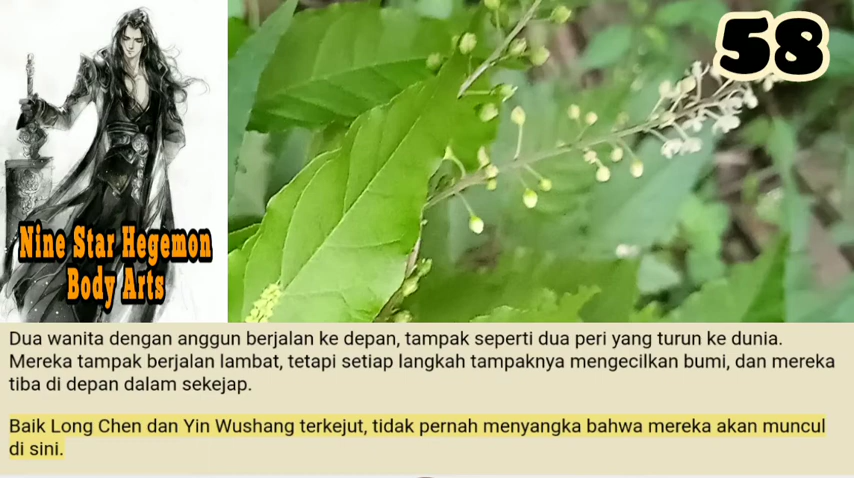 58
Nine Star Hegemon
Body Arts
Dua wanita dengan anggun berjalan ke depan, tampak seperti dua peri yang turun ke dunia.
Mereka tampak berjalan lambat, tetapi setiap langkah tampaknya mengecilkan bumi, dan mereka
tiba di depan dalam sekejap.
Baik Long Chen dan Yin Wushang terkejut, tidak pernah menyangka bahwa mereka akan muncul
di sini.